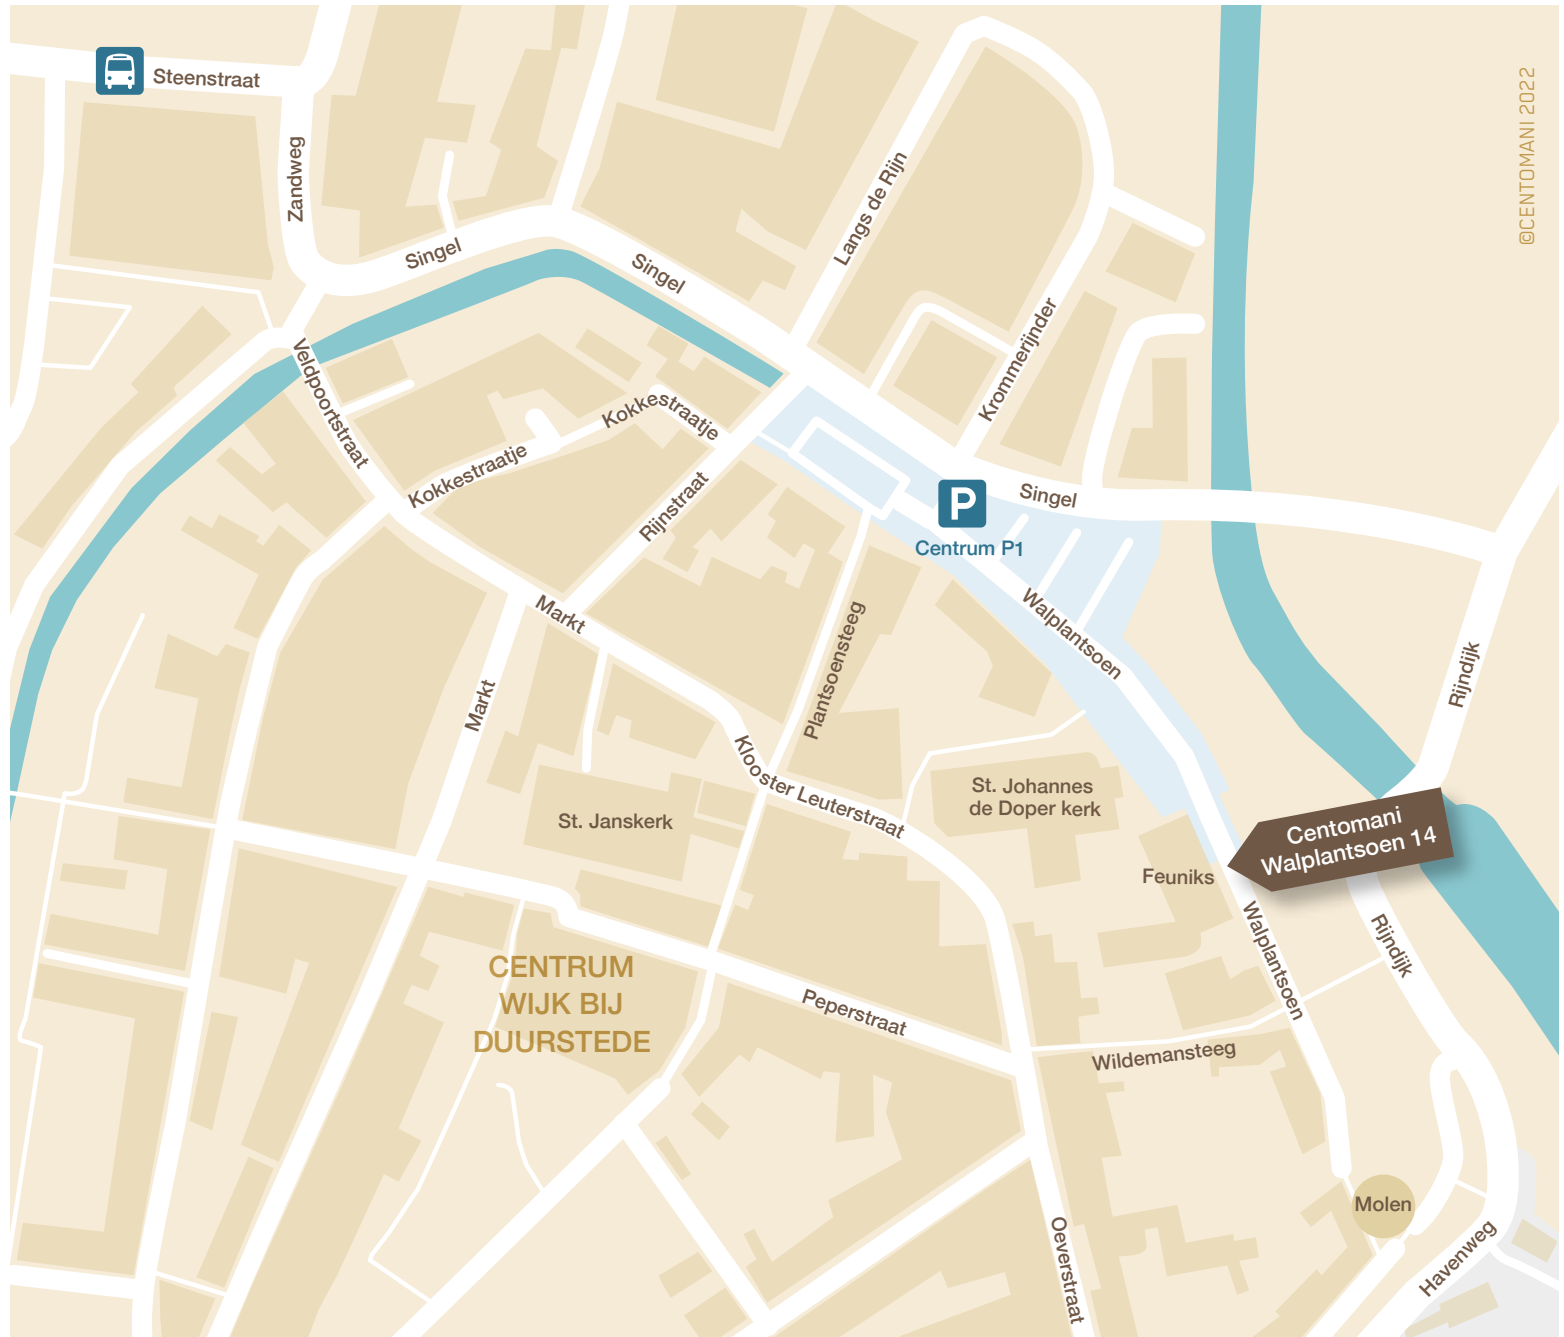 Steenstraat
©CENTOMANI 2022
Zandweg
Langs de Rijn
Singel
Singel
Krommerijnder
Veldpoortstraat
Kokkestraatje
Kokkestraatje
Rijnstraat
P
Singel
Centrum P1
Markt
Walplantsoen
Plantsoensteeg
Rijndijk
Markt
Klooster Leuterstraat
St. Johannes
de Doper kerk
St. Janskerk
Centomani
Walplantsoen 14
Feuniks
Walplantsoen
Rijndijk
CENTRUM
WIJK BIJ
DUURSTEDE
Peperstraat
Wildemansteeg
Molen
Oeverstraat
Havenweg